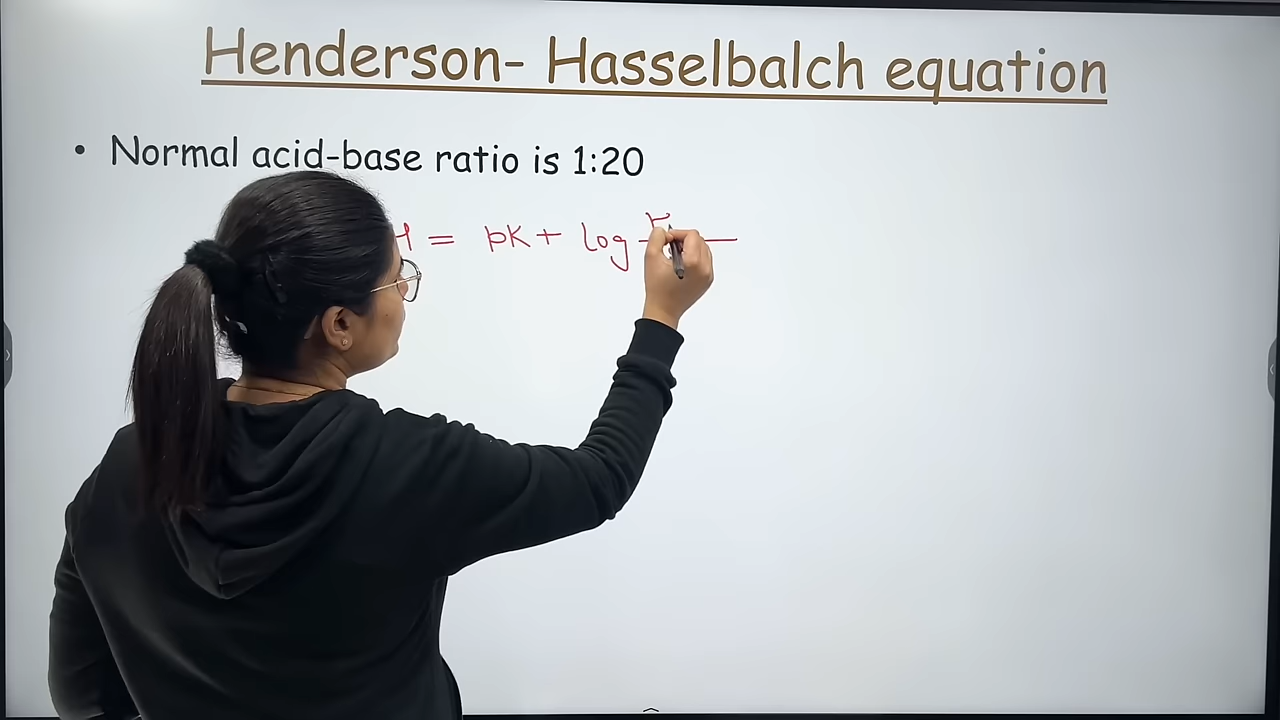 Henderson- Hasselbalch equation
• Normal acid-base ratio is 1:20
= pK + log